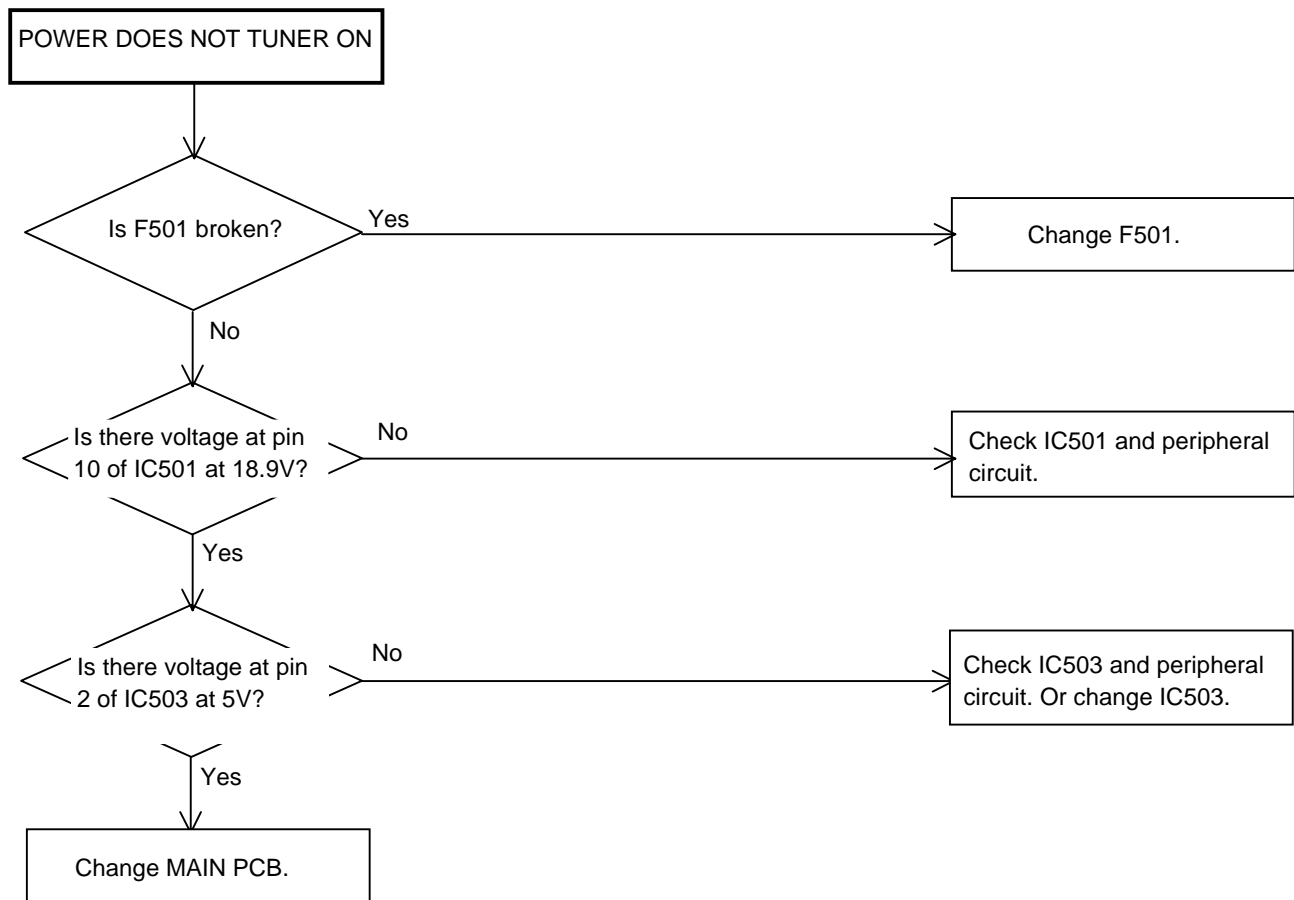 POWER DOES NOT TUNER ON
Is F501 broken?
Yes
Change F501.
No
Is there voltage at pin
10 of IC501 at 18.9V?
No
Check IC501 and peripheral
circuit.
Yes
Is there voltage at pin
2 of IC503 at 5V?
No
Check IC503 and peripheral
circuit. Or change IC503.
Yes
Change MAIN PCB.